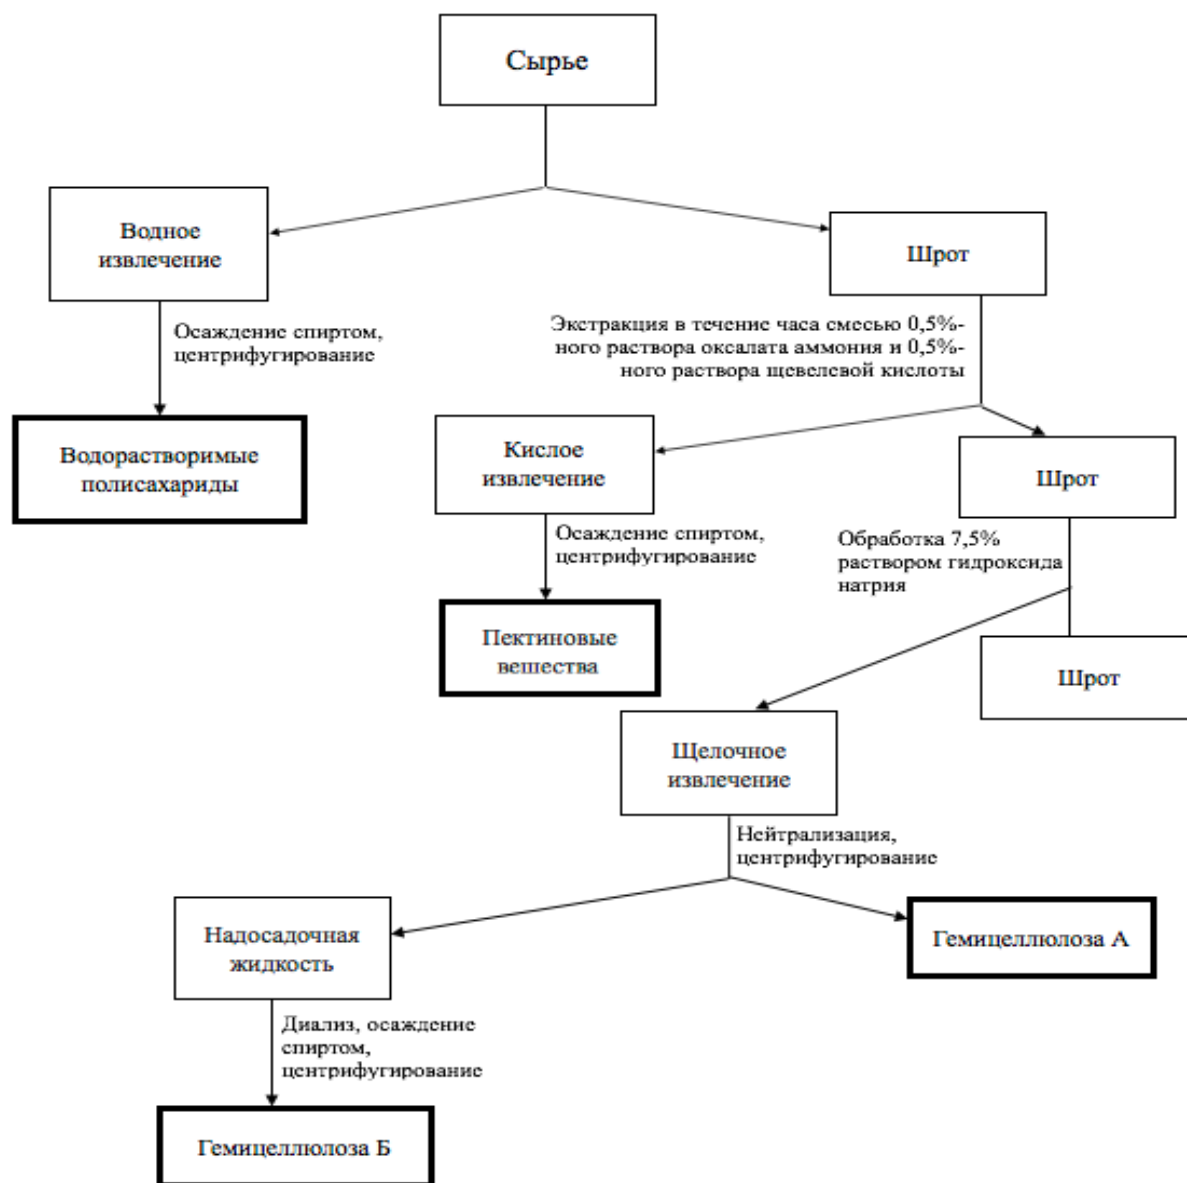 Сырье
Водное
извлечение
Шрот
Осаждение спиртом,
центрифугирование
Экстракция в течение часа смесью 0,5%-
ного раствора оксалата аммония и 0,5%-
ного раствора щевелевой кислоты
Водорастворимые
полисахариды
Кислое
извлечение
Шрот
Осаждение спиртом,
центрифугирование
Обработка 7,5%
раствором гидроксида
натрия
Пектиновые
вешества
Шрот
Щелочное
извлечение
Нейтрализация,
центрифугирование
Надосадочная
жидкость
Гемицеллюлоза А
Диализ, осаждение
спиртом,
центрифугирование
Гемицеллюлоза Б